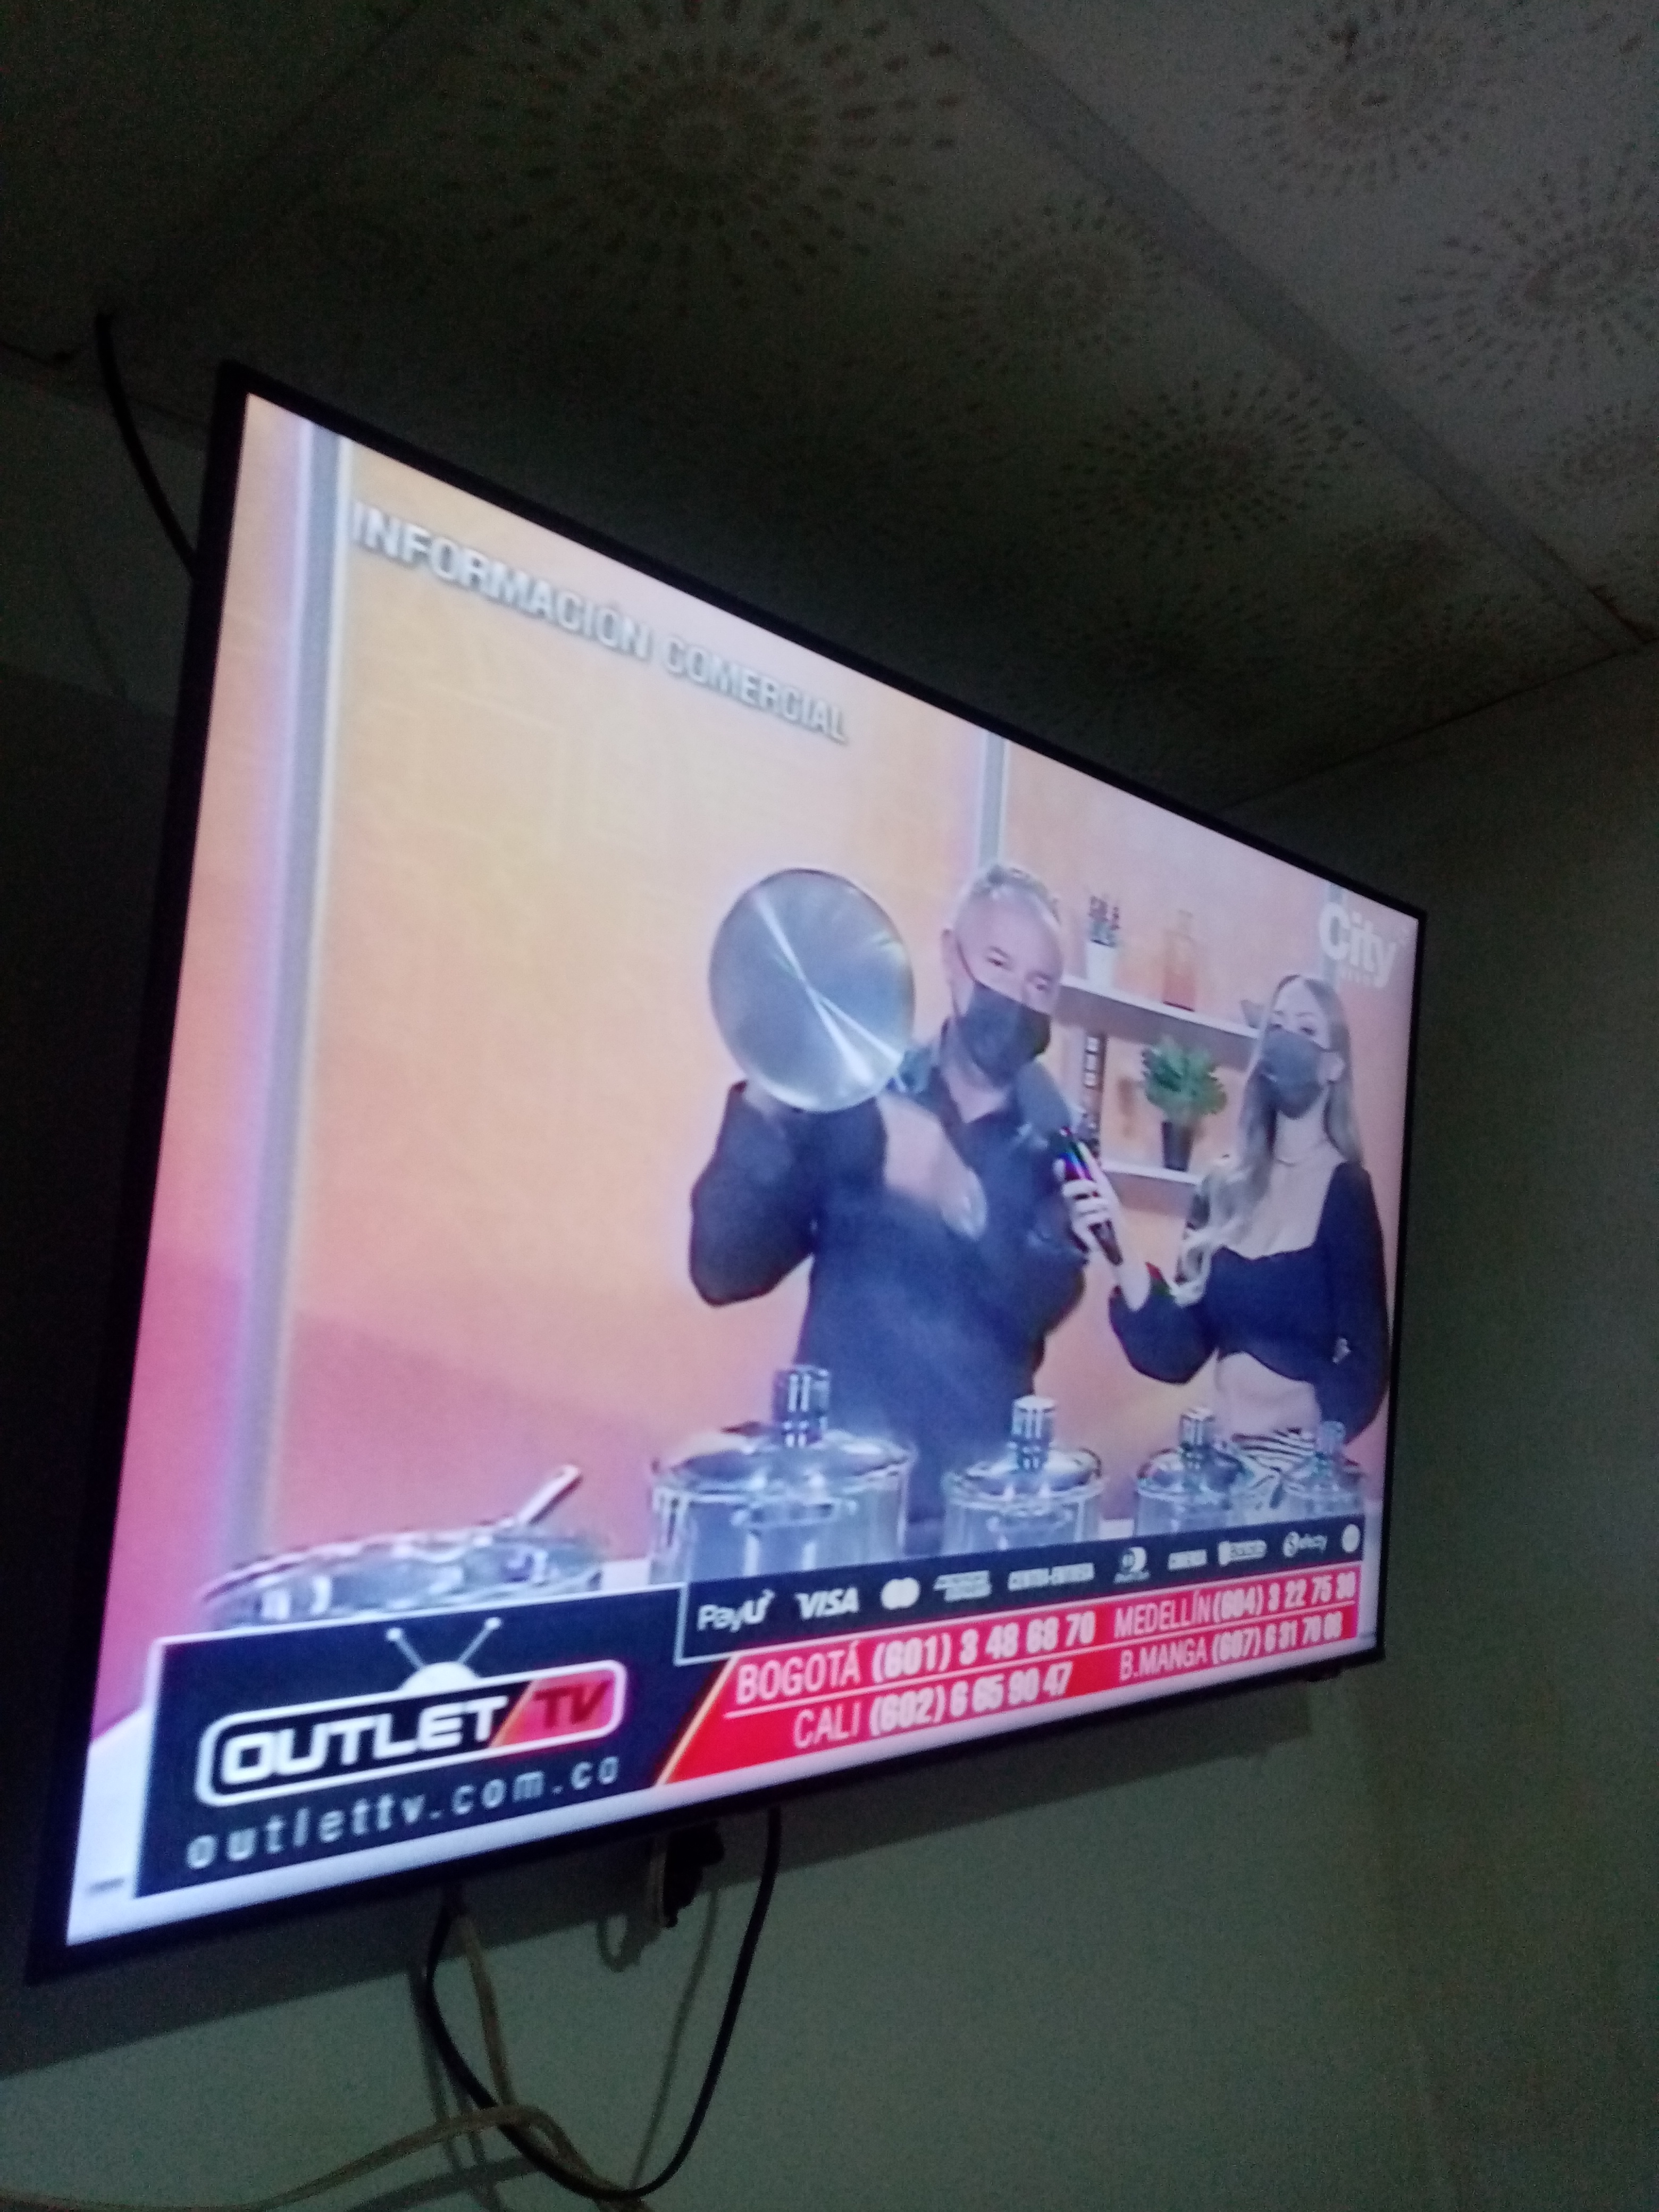 INFORMACIÓN COMERCIAL
City
PayU VISA
BOGOTÁ (601) 3 48 68 70 MEDELLÍN (604) 3 22 75 30
CALI (602) 6 65 90 47 B.MANGA (607) 6 31 70 08
OUTLET TV
outlettv.com.co